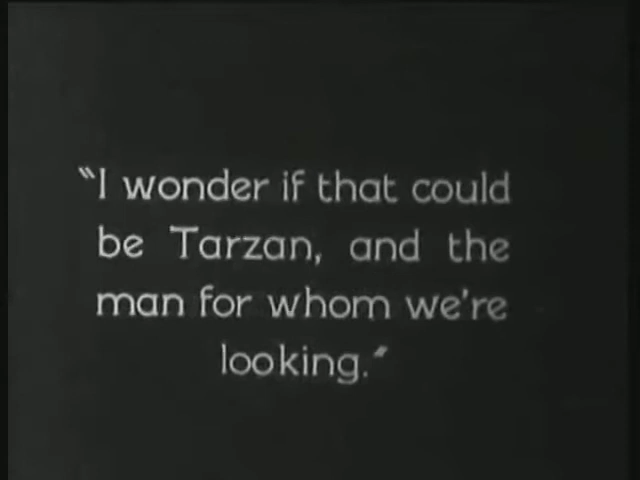 "I wonder if that could
be Tarzan, and the
man for whom we're
looking."